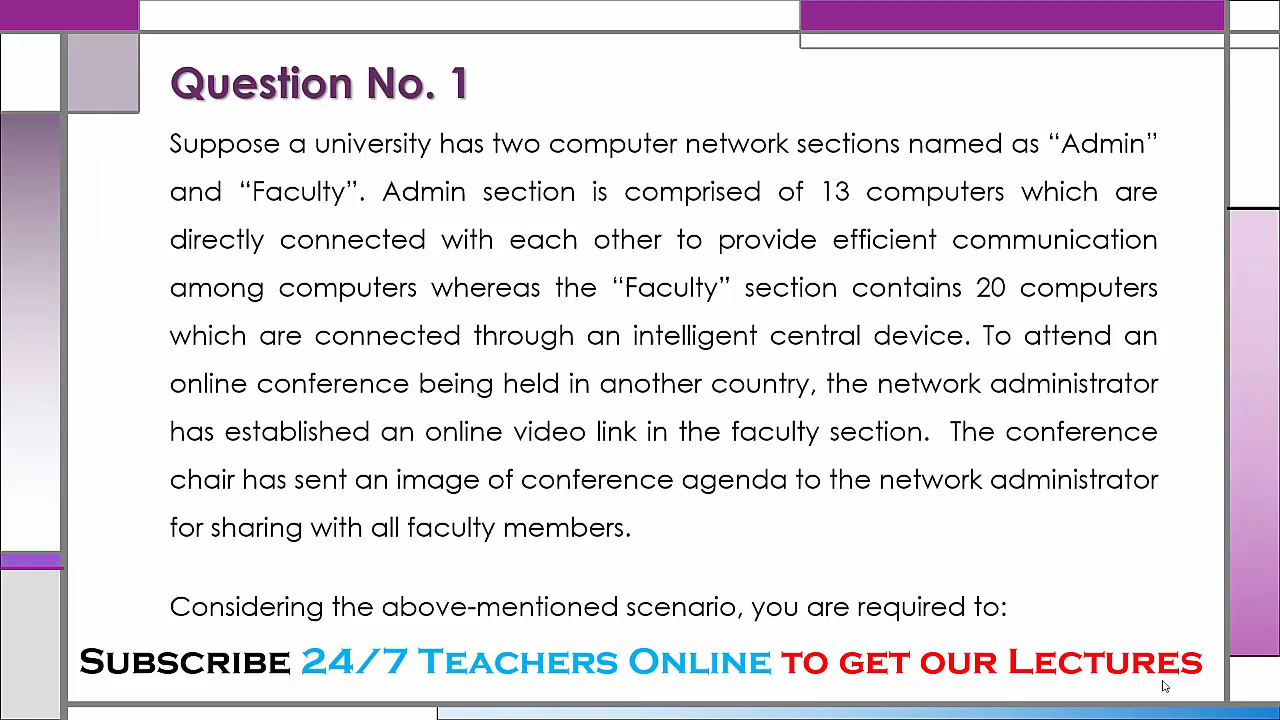 Question No. 1
Suppose a university has two computer network sections named as “Admin”
and “Faculty”. Admin section is comprised of 13 computers which are
directly connected with each other to provide efficient communication
among computers whereas the “Faculty” section contains 20 computers
which are connected through an intelligent central device. To attend an
online conference being held in another country, the network administrator
has established an online video link in the faculty section. The conference
chair has sent an image of conference agenda to the network administrator
for sharing with all faculty members.
Considering the above-mentioned scenario, you are required to:
SUBSCRIBE 24/7 TEACHERS ONLINE TO GET OUR LECTURES